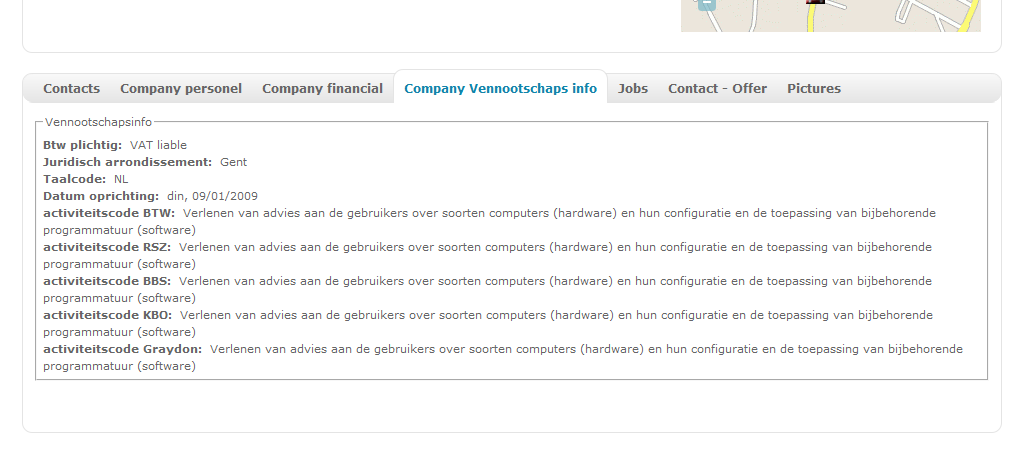 Contacts Company personel Company financial Company Vennootschaps info Jobs Contact - Offer Pictures
Vennootschapsinfo
Btw plichtig: VAT liable
Juridisch arrondissement: Gent
Taalcode: NL
Datum oprichting: din, 09/01/2009
activiteitscode BTW: Verlenen van advies aan de gebruikers over soorten computers (hardware) en hun configuratie en de toepassing van bijbehorende
programmatuur (software)
activiteitscode RSZ: Verlenen van advies aan de gebruikers over soorten computers (hardware) en hun configuratie en de toepassing van bijbehorende
programmatuur (software)
activiteitscode BBS: Verlenen van advies aan de gebruikers over soorten computers (hardware) en hun configuratie en de toepassing van bijbehorende
programmatuur (software)
activiteitscode KBO: Verlenen van advies aan de gebruikers over soorten computers (hardware) en hun configuratie en de toepassing van bijbehorende
programmatuur (software)
activiteitscode Graydon: Verlenen van advies aan de gebruikers over soorten computers (hardware) en hun configuratie en de toepassing van bijbehorende
programmatuur (software)